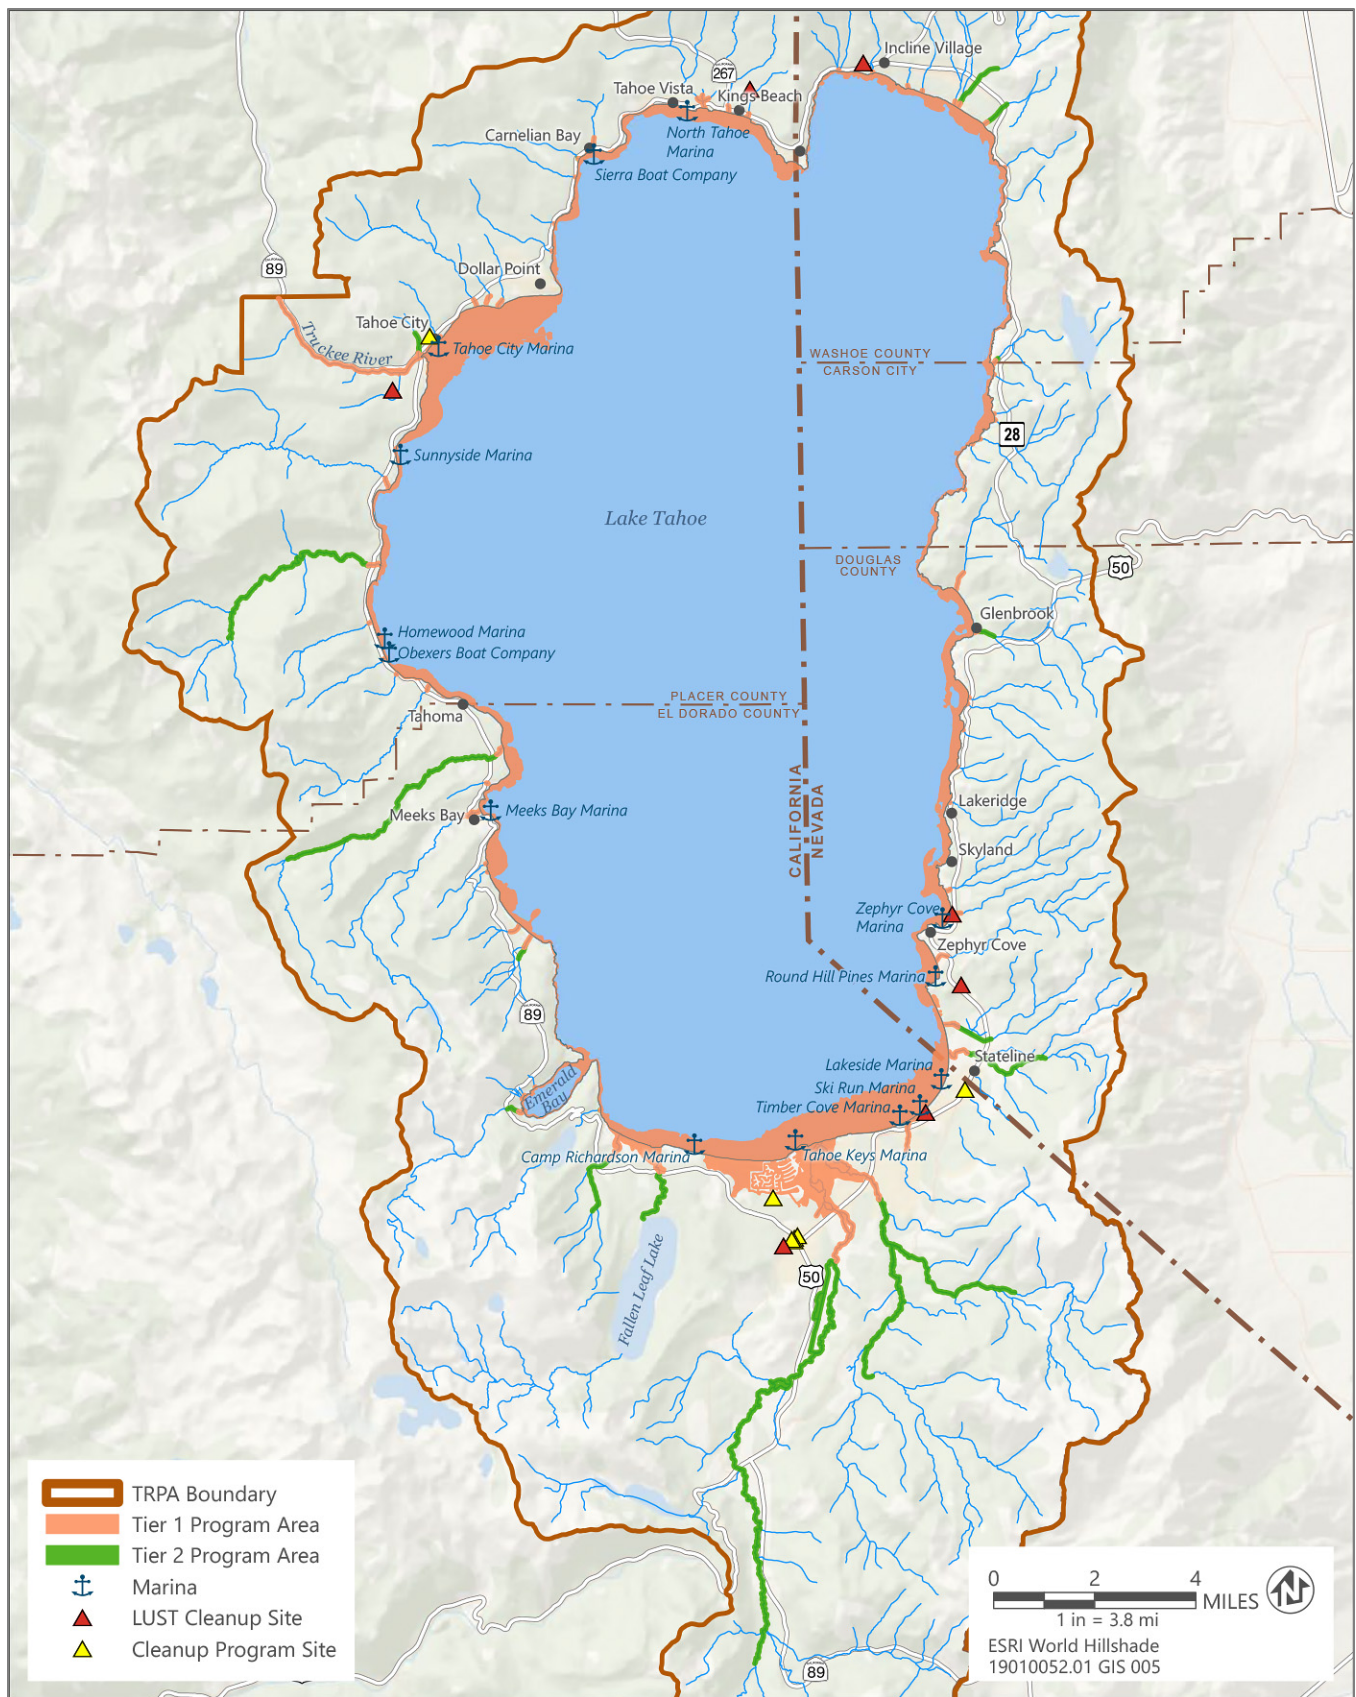 Incline Village
CALIFORNIA
267
Tahoe Vista
Kings Beach
North Tahoe
Marina
Carnelian Bay
Sierra Boat Company
CALIFORNIA
89
Dollar Point
Tahoe City
Truckee River
Tahoe City Marina
WASHOE COUNTY
CARSON CITY
28
Sunnyside Marina
Lake Tahoe
DOUGLAS
COUNTY
50
Glenbrook
Homewood Marina
Obexers Boat Company
PLACER COUNTY
EL DORADO COUNTY
Tahoma
CALIFORNIA
NEVADA
Lakeridge
Meeks Bay
Meeks Bay Marina
Skyland
Zephyr Cove
Marina
Zephyr Cove
Round Hill Pines Marina
CALIFORNIA
89
Stateline
Lakeside Marina
Ski Run Marina
Timber Cove Marina
Emerald
Bay
Camp Richardson Marina
Tahoe Keys Marina
50
Fallen Leaf Lake
TRPA Boundary
Tier 1 Program Area
Tier 2 Program Area
Marina
LUST Cleanup Site
Cleanup Program Site
CALIFORNIA
89
0 2 4
MILES
N
1 in = 3.8 mi
ESRI World Hillshade
19010052.01 GIS 005